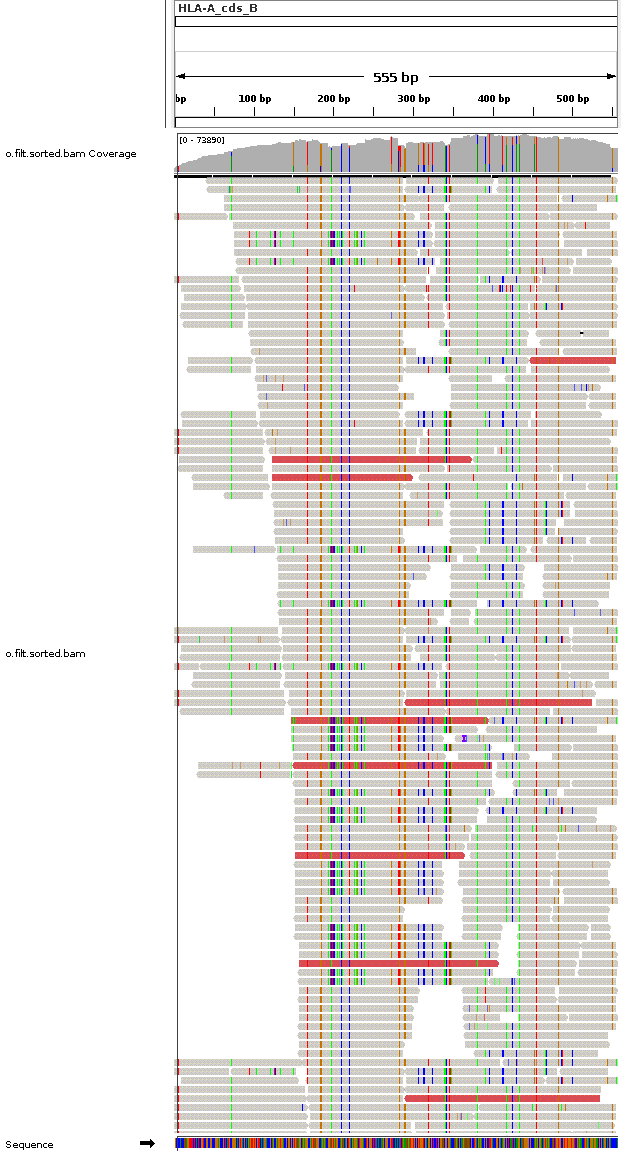 HLA-A_cds_B
555 bp
bp 100 bp 200 bp 300 bp 400 bp 500 bp
[0 - 73890]
o.filt.sorted.bam Coverage
o.filt.sorted.bam
Sequence